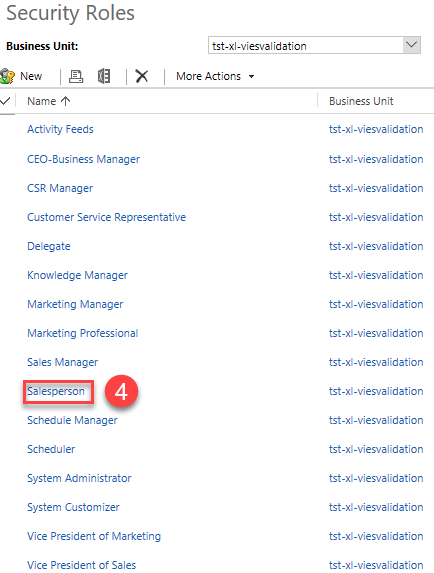 Security Roles
Business Unit: tst-xl-viesvalidation
New More Actions
Name Business Unit
Activity Feeds tst-xl-viesvalidation
CEO-Business Manager tst-xl-viesvalidation
CSR Manager tst-xl-viesvalidation
Customer Service Representative tst-xl-viesvalidation
Delegate tst-xl-viesvalidation
Knowledge Manager tst-xl-viesvalidation
Marketing Manager tst-xl-viesvalidation
Marketing Professional tst-xl-viesvalidation
Sales Manager tst-xl-viesvalidation
Salesperson 4 tst-xl-viesvalidation
Schedule Manager tst-xl-viesvalidation
Scheduler tst-xl-viesvalidation
System Administrator tst-xl-viesvalidation
System Customizer tst-xl-viesvalidation
Vice President of Marketing tst-xl-viesvalidation
Vice President of Sales tst-xl-viesvalidation